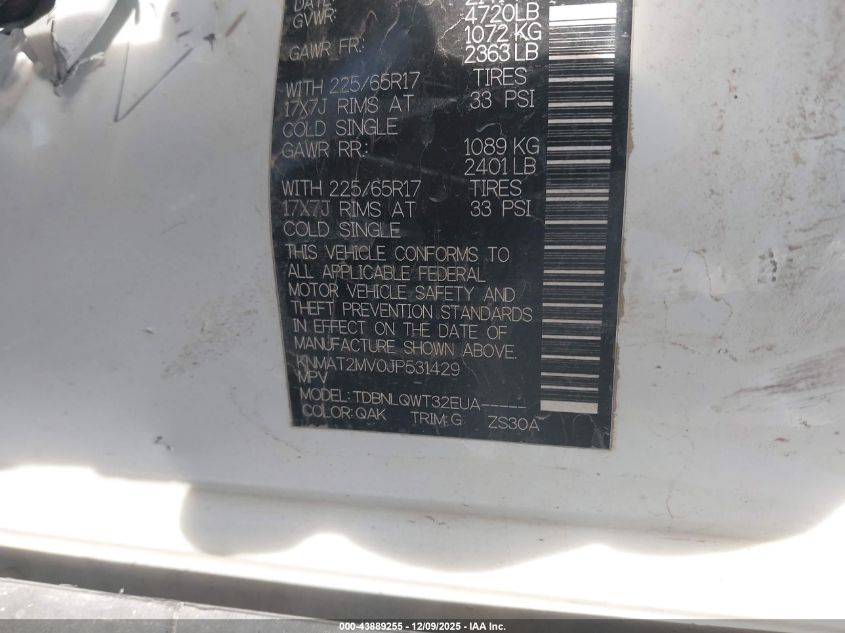 DATE
GVWR: 4720LB
GAWR FR: 1072 KG
2363 LB
WITH 225/65R17 TIRES
17X7J RIMS AT 33 PSI
COLD SINGLE
GAWR RR: 1089 KG
2401 LB
WITH 225/65R17 TIRES
17X7J RIMS AT 33 PSI
COLD SINGLE
THIS VEHICLE CONFORMS TO
ALL APPLICABLE FEDERAL
MOTOR VEHICLE SAFETY AND
THEFT PREVENTION STANDARDS
IN EFFECT ON THE DATE OF
MANUFACTURE SHOWN ABOVE.
KNMAT2MV0JP531429
MPV
MODEL: TDBNLQWT32EUA-----
COLOR: QAK TRIM: G ZS30A
000-43889255 - 12/09/2025 - IAA, Inc.